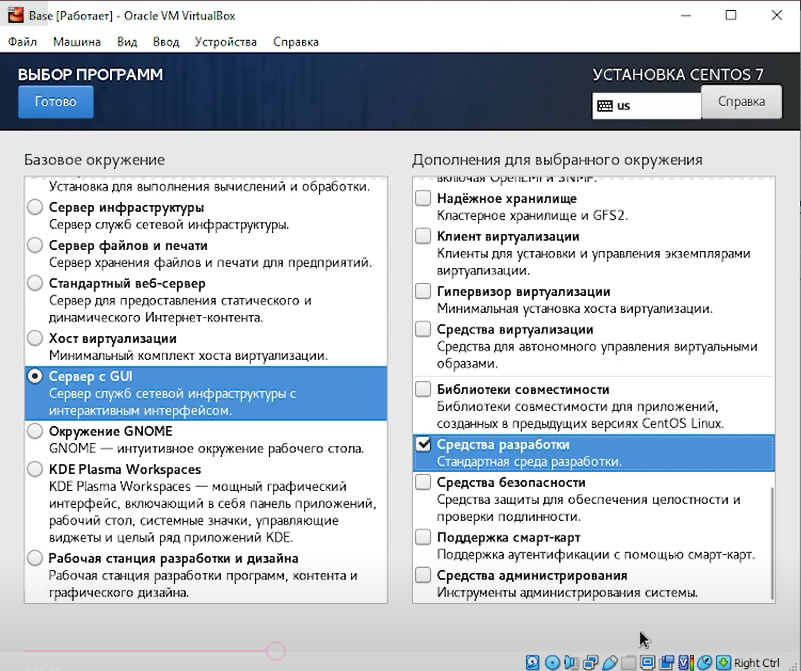 Base [Работает] - Oracle VM VirtualBox
Файл Машина Вид Ввод Устройства Справка
ВЫБОР ПРОГРАММ
Готово
УСТАНОВКА CENTOS 7
us
Справка
Базовое окружение
Установка для выполнения вычислений и обработки.
Сервер инфраструктуры
Сервер служб сетевой инфраструктуры.
Сервер файлов и печати
Сервер хранения файлов и печати для предприятий.
Стандартный веб-сервер
Сервер для предоставления статического и
динамического Интернет-контента.
Хост виртуализации
Минимальный комплект хоста виртуализации.
Сервер с GUI
Сервер служб сетевой инфраструктуры с
интерактивным интерфейсом.
Окружение GNOME
GNOME — интуитивное окружение рабочего стола.
KDE Plasma Workspaces
KDE Plasma Workspaces — мощный графический
интерфейс, включающий в себя панель приложений,
рабочий стол, системные значки, управляющие
виджеты и целый ряд приложений KDE.
Рабочая станция разработки и дизайна
Рабочая станция разработки программ, контента и
графического дизайна.
Дополнения для выбранного окружения
включая OpenLMI и SNMP.
Надёжное хранилище
Кластерное хранилище и GFS2.
Клиент виртуализации
Клиенты для установки и управления экземплярами
виртуализации.
Гипервизор виртуализации
Минимальная установка хоста виртуализации.
Средства виртуализации
Средства для автономного управления виртуальными
образами.
Библиотеки совместимости
Библиотеки совместимости для приложений,
созданных в предыдущих версиях CentOS Linux.
Средства разработки
Стандартная среда разработки.
Средства безопасности
Средства защиты для обеспечения целостности и
проверки подлинности.
Поддержка смарт-карт
Поддержка аутентификации с помощью смарт-карт.
Средства администрирования
Инструменты администрирования системы.
Right Ctrl